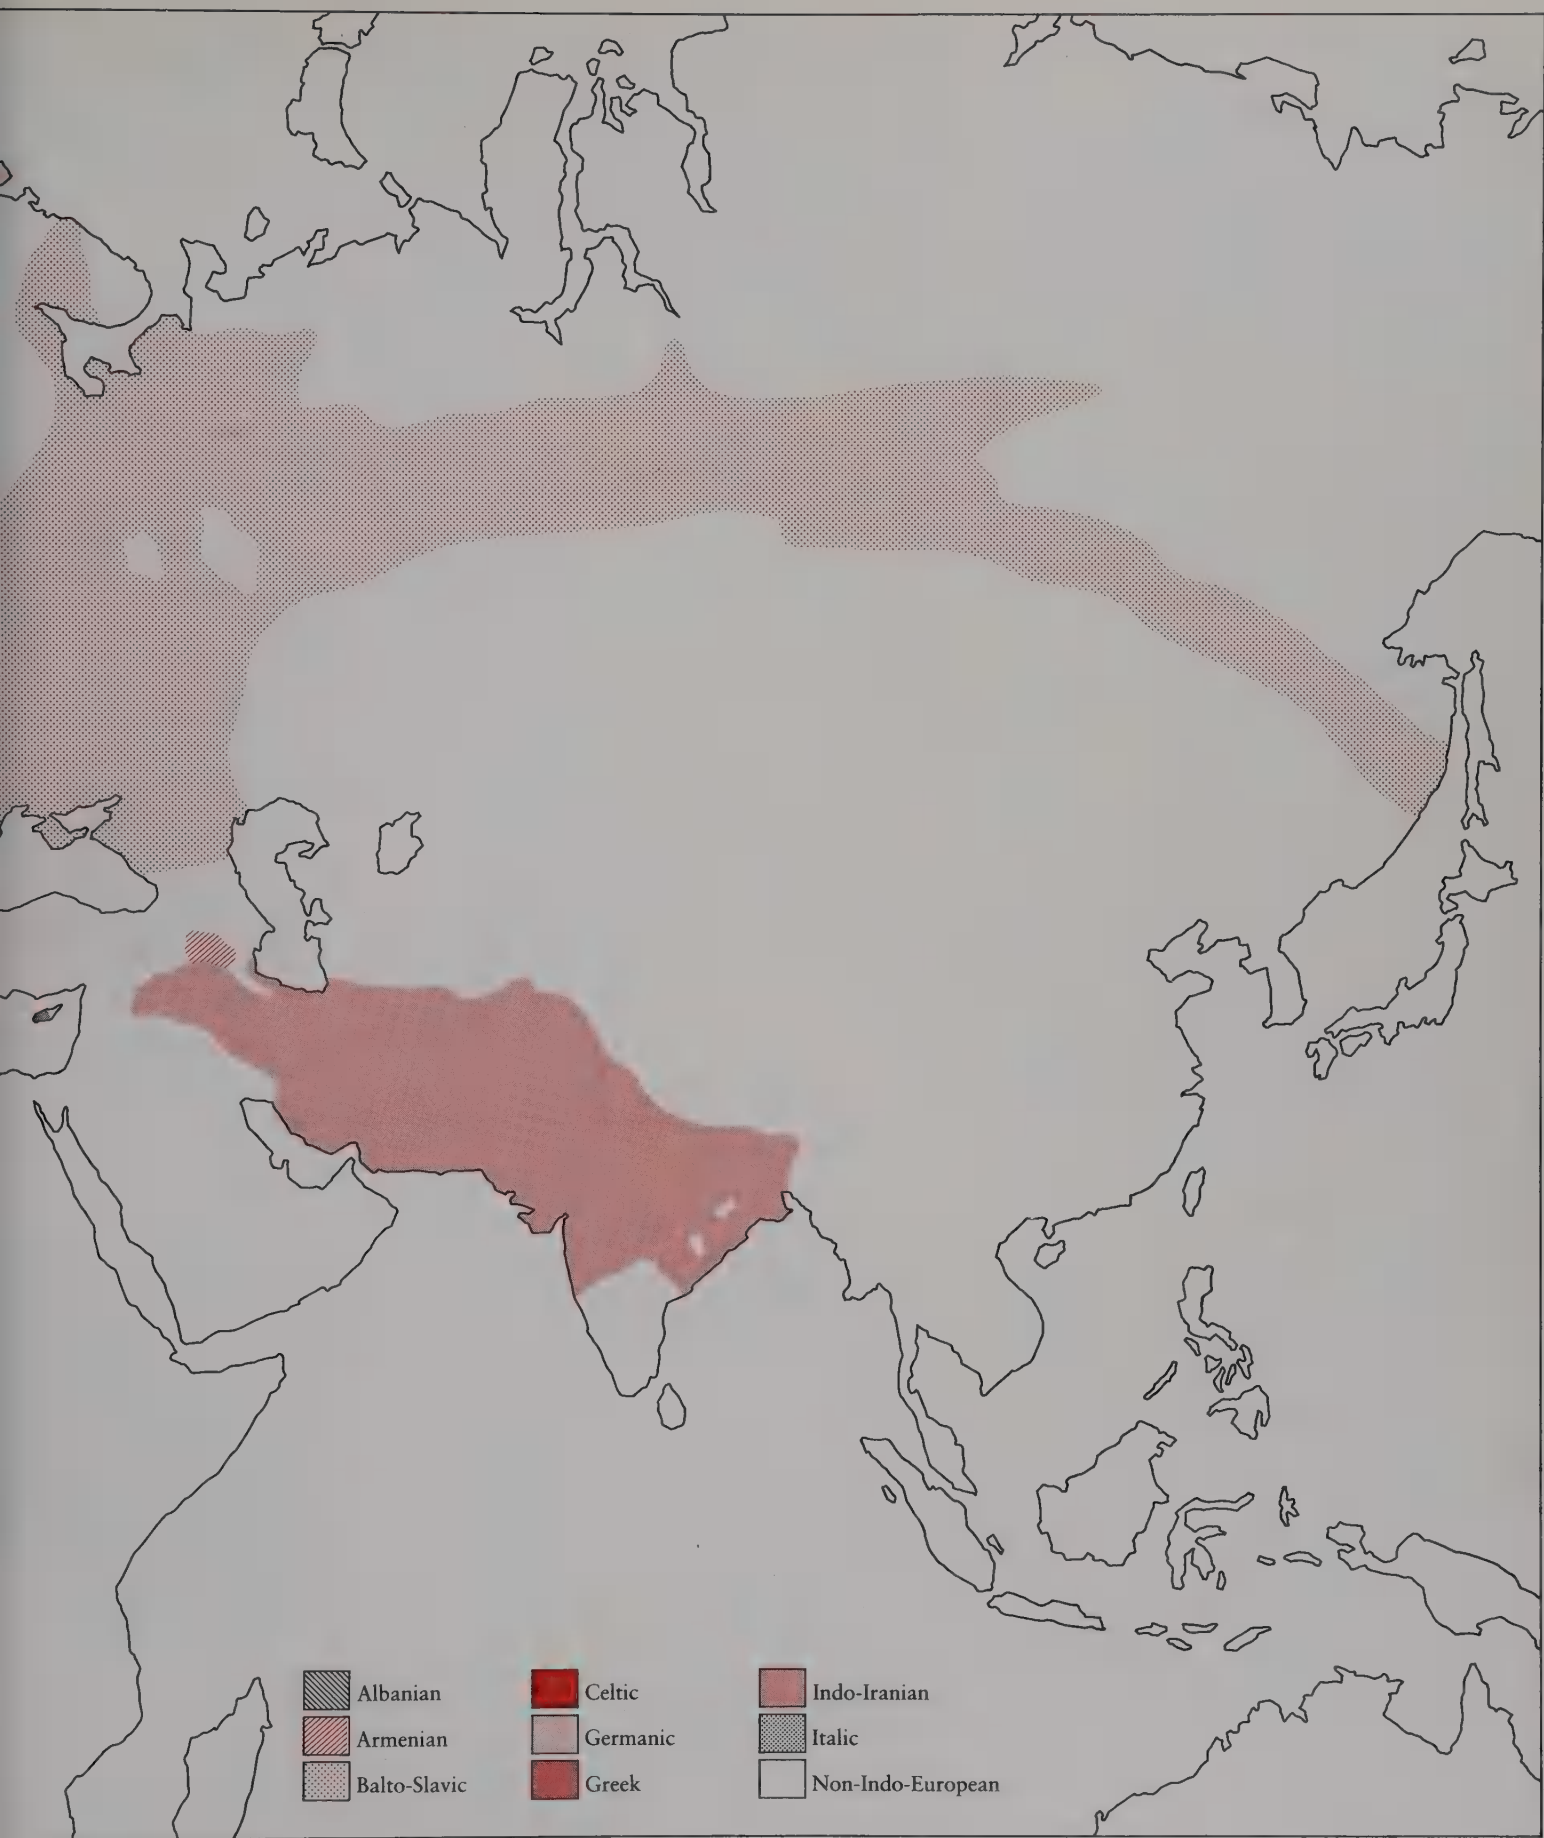 Albanian
Armenian
Balto-Slavic
Celtic
Germanic
Greek
Indo-Iranian
Italic
Non-Indo-European